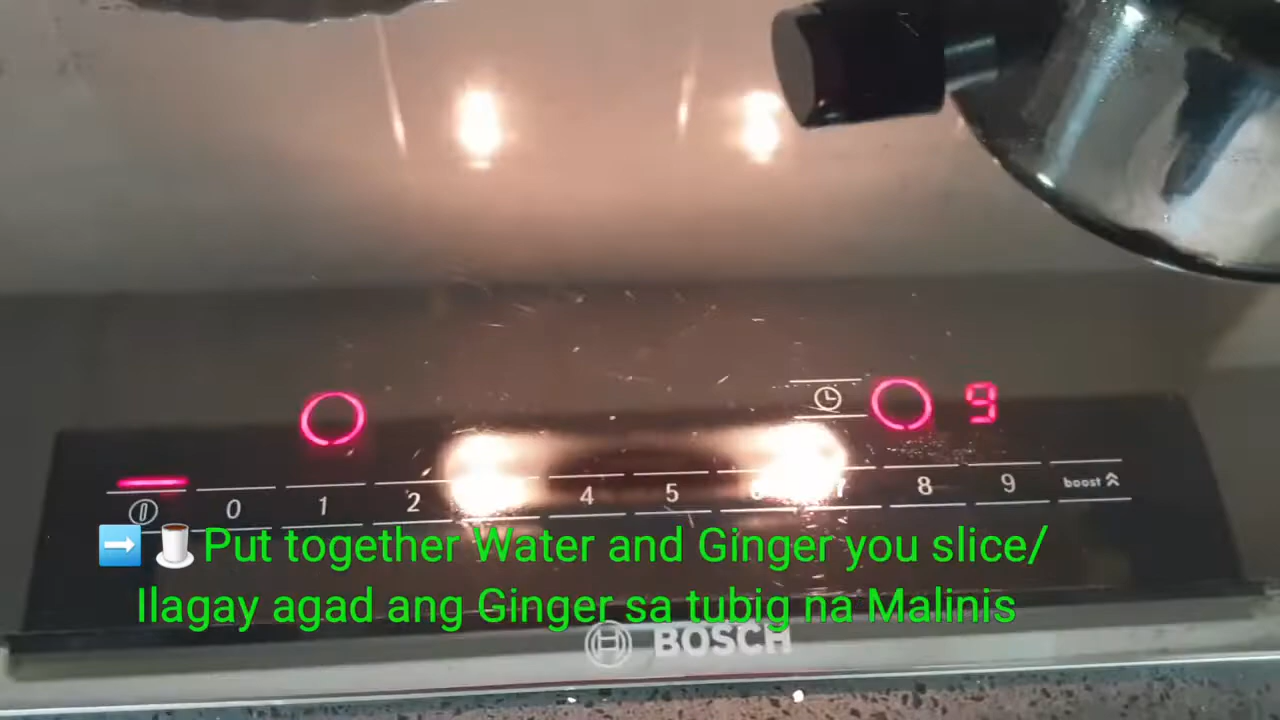 9
0 1 2 4 5 8 9 boost
➡️☕Put together Water and Ginger you slice/
Ilagay agad ang Ginger sa tubig na Malinis
BOSCH